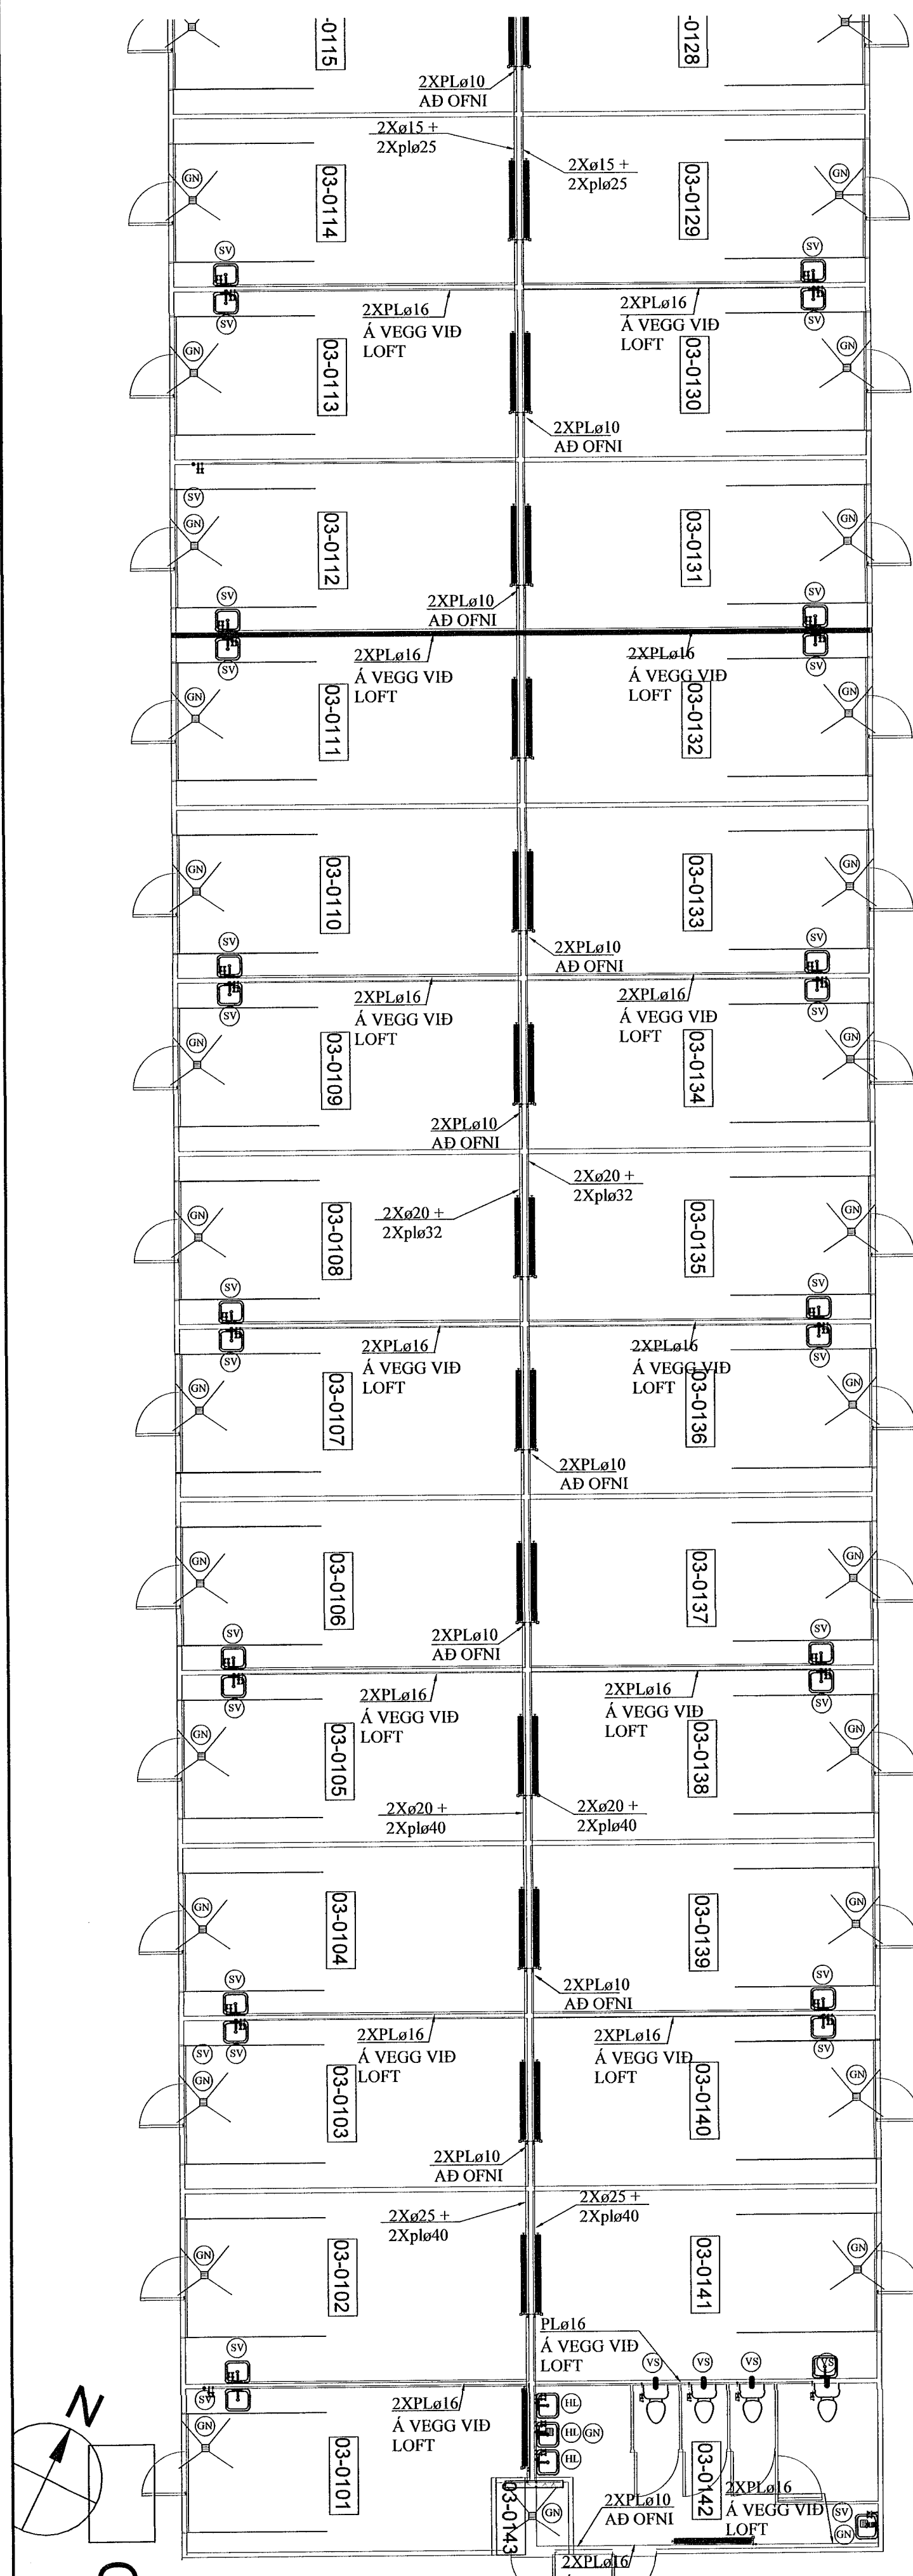 -0115
-0128
2XPLø10
AÐ OFNI
2Xø15 +
2Xplø25
2Xø15 +
2Xplø25
GN
03-0114
03-0129
GN
SV
SV
SV
2XPLø16
Á VEGG VIÐ
LOFT
2XPLø16
Á VEGG VIÐ
LOFT
SV
GN
03-0113
03-0130
GN
2XPLø10
AÐ OFNI
SV
GN
03-0112
03-0131
GN
SV
2XPLø10
AÐ OFNI
SV
SV
2XPLø16
Á VEGG VIÐ
LOFT
2XPLø16
Á VEGG VIÐ
LOFT
SV
GN
03-0111
03-0132
GN
GN
03-0110
03-0133
GN
SV
2XPLø10
AÐ OFNI
SV
SV
2XPLø16
Á VEGG VIÐ
LOFT
2XPLø16
Á VEGG VIÐ
LOFT
SV
GN
03-0109
03-0134
GN
2XPLø10
AÐ OFNI
2Xø20 +
2Xplø32
2Xø20 +
2Xplø32
GN
03-0108
03-0135
GN
SV
SV
SV
2XPLø16
Á VEGG VIÐ
LOFT
2XPLø16
Á VEGG VIÐ
LOFT
SV
GN
03-0107
03-0136
GN
2XPLø10
AÐ OFNI
GN
03-0106
03-0137
GN
SV
2XPLø10
AÐ OFNI
SV
SV
2XPLø16
Á VEGG VIÐ
LOFT
2XPLø16
Á VEGG VIÐ
LOFT
SV
GN
03-0105
03-0138
GN
2Xø20 +
2Xplø40
2Xø20 +
2Xplø40
GN
03-0104
03-0139
GN
SV
2XPLø10
AÐ OFNI
SV
SV
SV
2XPLø16
Á VEGG VIÐ
LOFT
2XPLø16
Á VEGG VIÐ
LOFT
SV
GN
03-0103
03-0140
GN
2XPLø10
AÐ OFNI
2Xø25 +
2Xplø40
2Xø25 +
2Xplø40
GN
03-0102
03-0141
GN
SV
PLø16
Á VEGG VIÐ
LOFT
VS
VS
VS
VS
SV
2XPLø16
Á VEGG VIÐ
LOFT
HL
HL
GN
HL
GN
03-0101
03-0143
GN
03-0142
2XPLø10
AÐ OFNI
2XPLø16
Á VEGG VIÐ
LOFT
SV
GN
2XPLø16
N